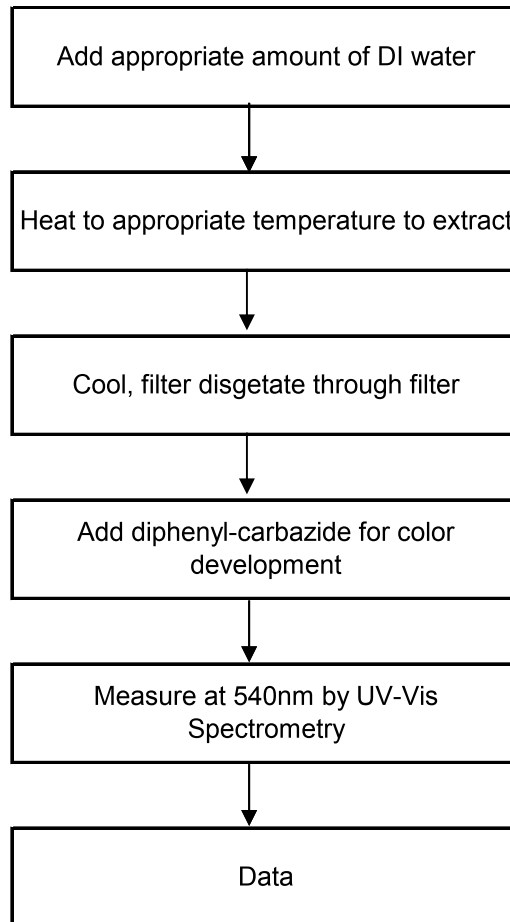 Add appropriate amount of DI water
Heat to appropriate temperature to extract
Cool, filter disgetate through filter
Add diphenyl-carbazide for color
development
Measure at 540nm by UV-Vis
Spectrometry
Data